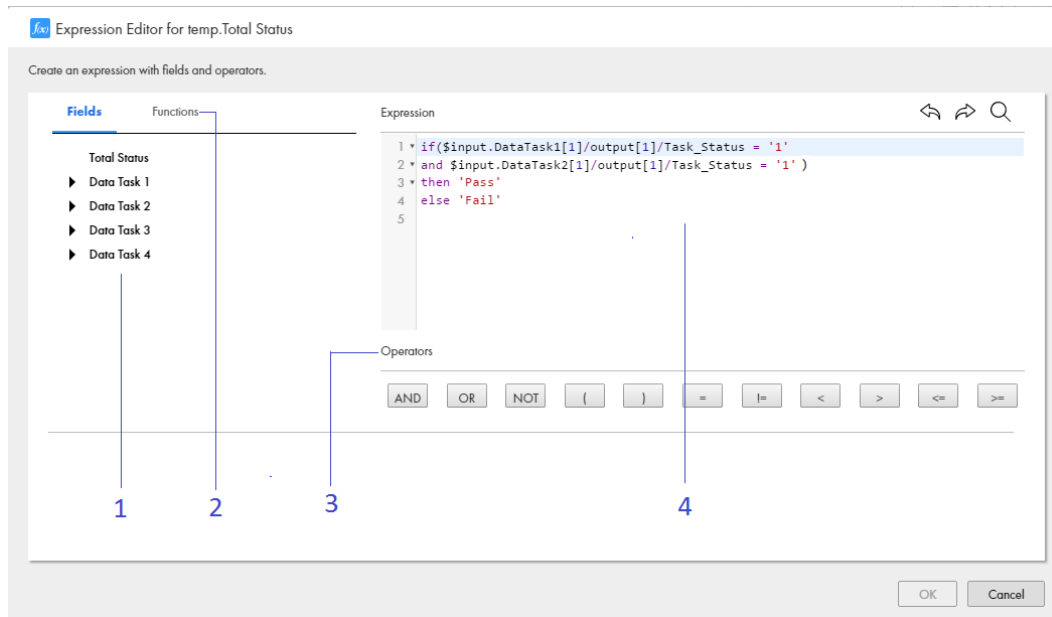 f(x) Expression Editor for temp.Total Status
Create an expression with fields and operators.
Fields Functions
Total Status
Data Task 1
Data Task 2
Data Task 3
Data Task 4
Expression
1 if($input.DataTask1[1]/output[1]/Task_Status = '1'
2 and $input.DataTask2[1]/output[1]/Task_Status = '1' )
3 then 'Pass'
4 else 'Fail'
5
Operators
AND OR NOT ( ) = != < > <= >=
1 2 3 4
OK Cancel